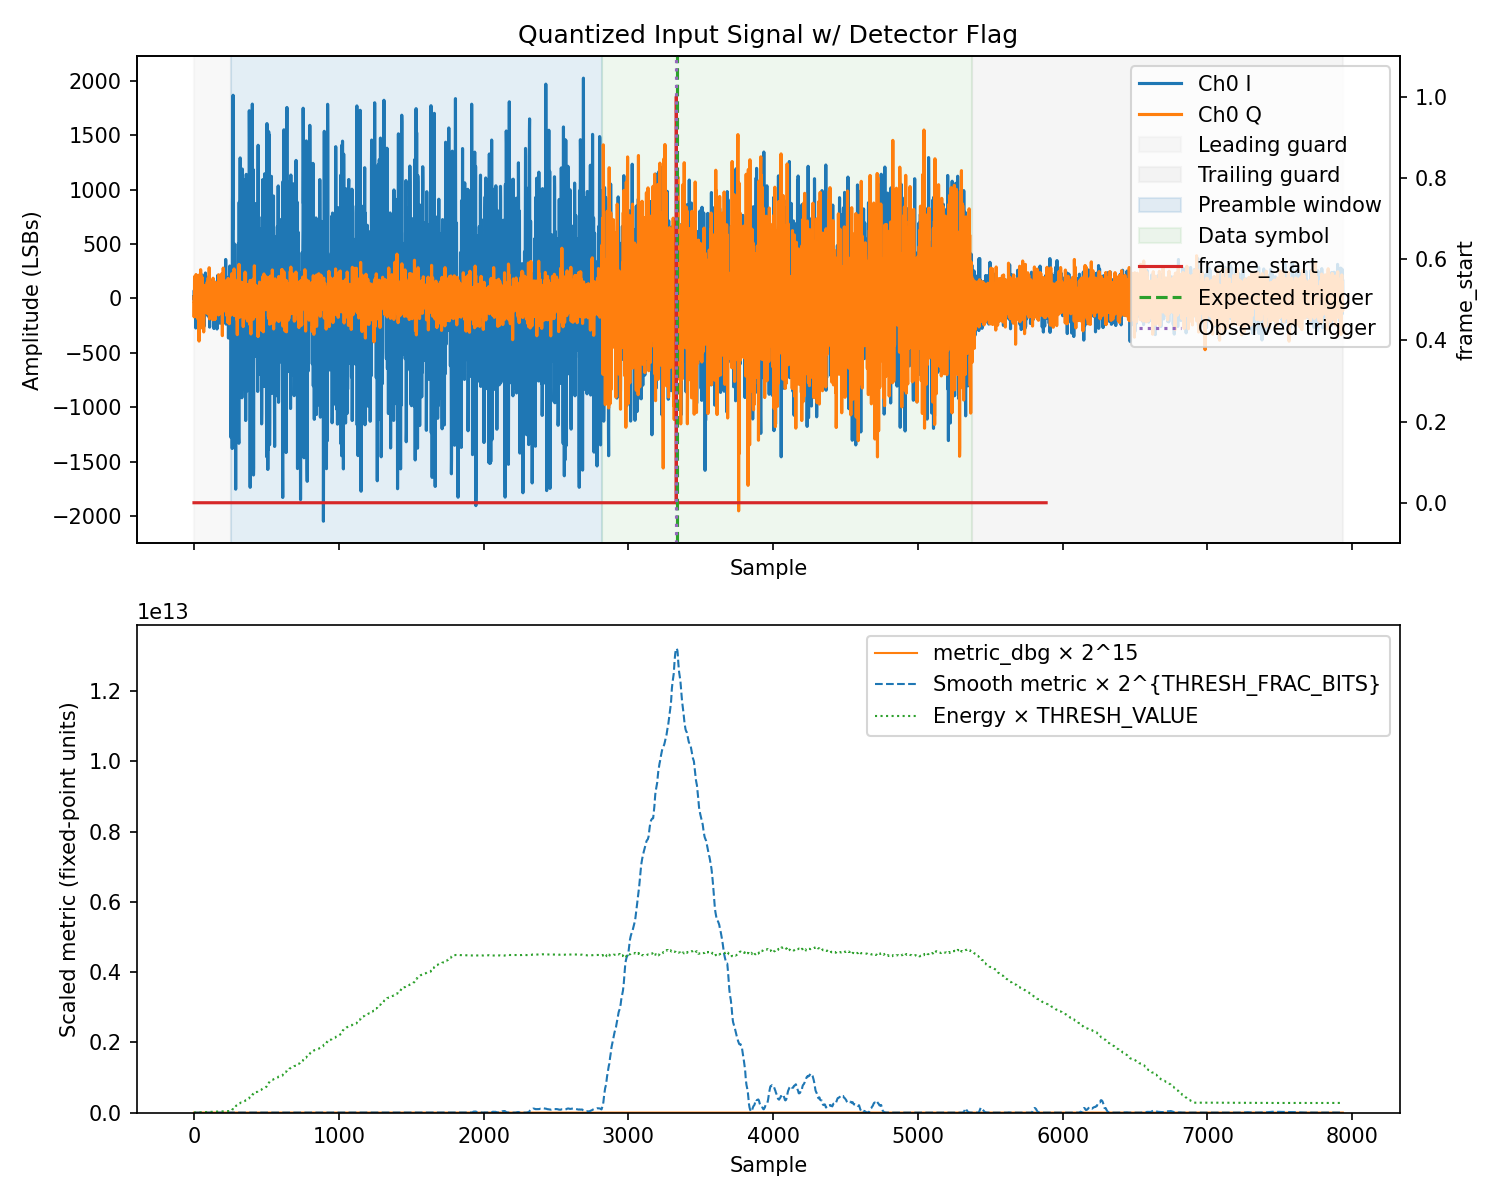 Quantized Input Signal w/ Detector Flag
Amplitude (LSBs)
2000
1500
1000
500
0
−500
−1000
−1500
−2000
Ch0 I
Ch0 Q
Leading guard
Trailing guard
Preamble window
Data symbol
frame_start
Expected trigger
Observed trigger
1.0
0.8
0.6
0.4
0.2
0.0
frame_start
Sample
1e13
Scaled metric (fixed-point units)
1.2
1.0
0.8
0.6
0.4
0.2
0.0
metric_dbg × 2^15
Smooth metric × 2^{THRESH_FRAC_BITS}
Energy × THRESH_VALUE
0 1000 2000 3000 4000 5000 6000 7000 8000
Sample